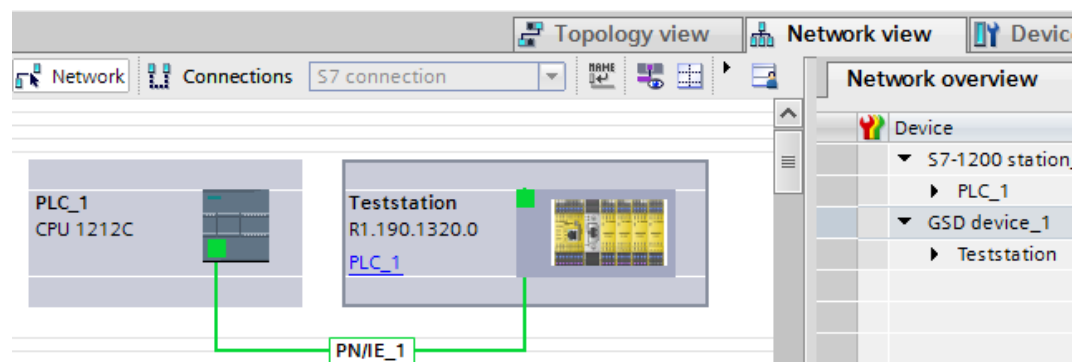 Topology view
Network view
Devic
Network
Connections
S7 connection
NAME
Network overview
Device
S7-1200 station_
PLC_1
GSD device_1
Teststation
PLC_1
CPU 1212C
Teststation
R1.190.1320.0
PLC_1
PN/IE_1